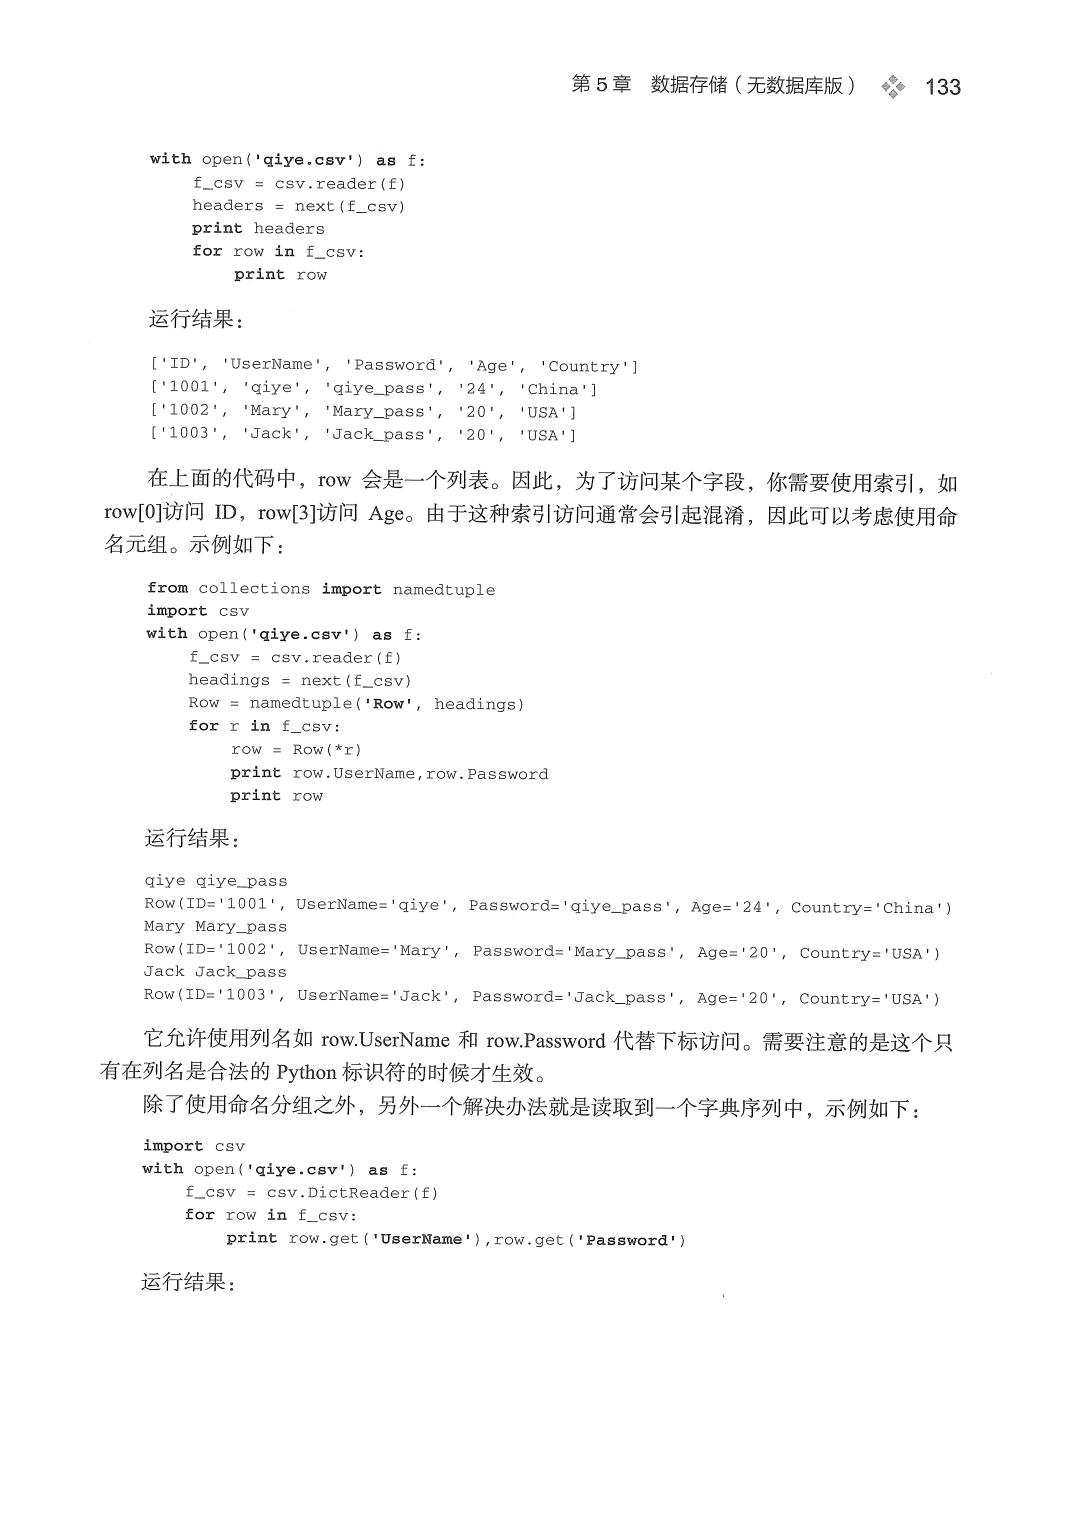 第 5 章 数据存储（无数据库版） 133
with open('qiye.csv') as f:
    f_csv = csv.reader(f)
    headers = next(f_csv)
    print headers
    for row in f_csv:
        print row
运行结果：
['ID', 'UserName', 'Password', 'Age', 'Country']
['1001', 'qiye', 'qiye_pass', '24', 'China']
['1002', 'Mary', 'Mary_pass', '20', 'USA']
['1003', 'Jack', 'Jack_pass', '20', 'USA']
在上面的代码中，row 会是一个列表。因此，为了访问某个字段，你需要使用索引，如
row[0]访问 ID，row[3]访问 Age。由于这种索引访问通常会引起混淆，因此可以考虑使用命
名元组。示例如下：
from collections import namedtuple
import csv
with open('qiye.csv') as f:
    f_csv = csv.reader(f)
    headings = next(f_csv)
    Row = namedtuple('Row', headings)
    for r in f_csv:
        row = Row(*r)
        print row.UserName,row.Password
        print row
运行结果：
qiye qiye_pass
Row(ID='1001', UserName='qiye', Password='qiye_pass', Age='24', Country='China')
Mary Mary_pass
Row(ID='1002', UserName='Mary', Password='Mary_pass', Age='20', Country='USA')
Jack Jack_pass
Row(ID='1003', UserName='Jack', Password='Jack_pass', Age='20', Country='USA')
它允许使用列名如 row.UserName 和 row.Password 代替下标访问。需要注意的是这个只
有在列名是合法的 Python 标识符的时候才生效。
除了使用命名分组之外，另外一个解决办法就是读取到一个字典序列中，示例如下：
import csv
with open('qiye.csv') as f:
    f_csv = csv.DictReader(f)
    for row in f_csv:
        print row.get('UserName'),row.get('Password')
运行结果：